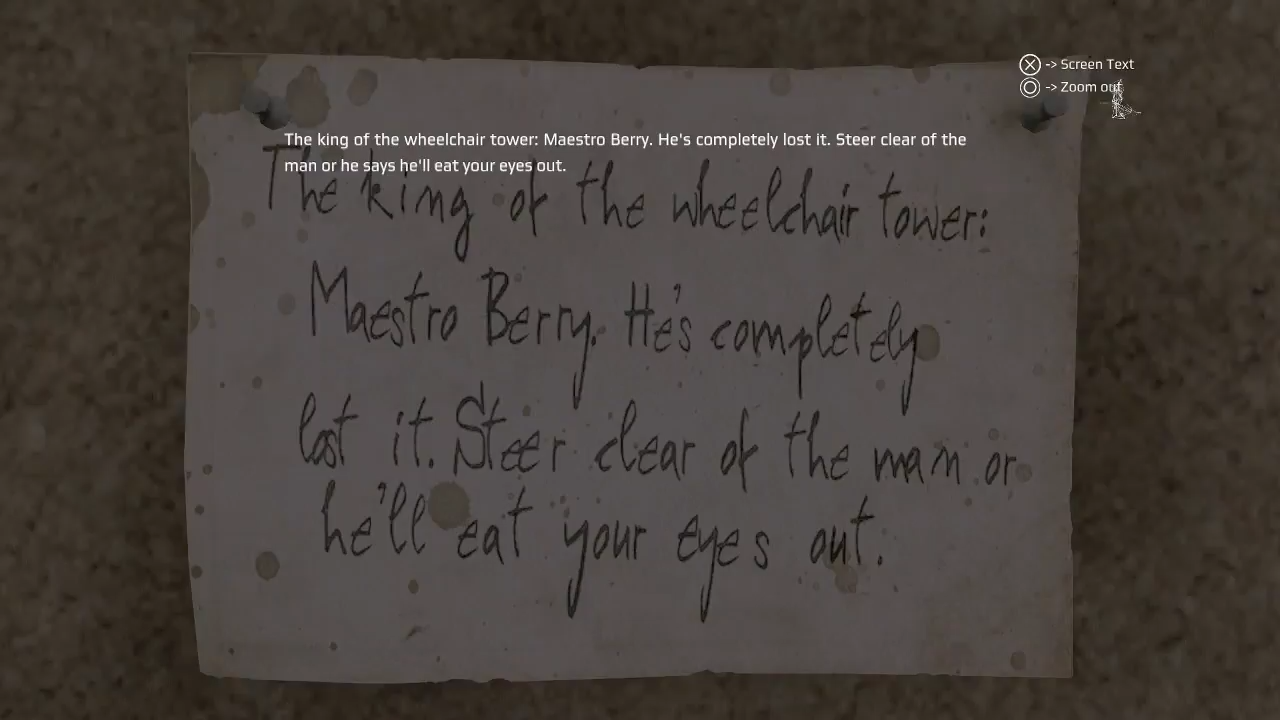 -> Screen Text
-> Zoom out
The king of the wheelchair tower: Maestro Berry. He's completely lost it. Steer clear of the
man or he says he'll eat your eyes out.
The king of the wheelchair tower:
Maestro Berry. He's completely
lost it. Steer clear of the man or
he'll eat your eyes out.